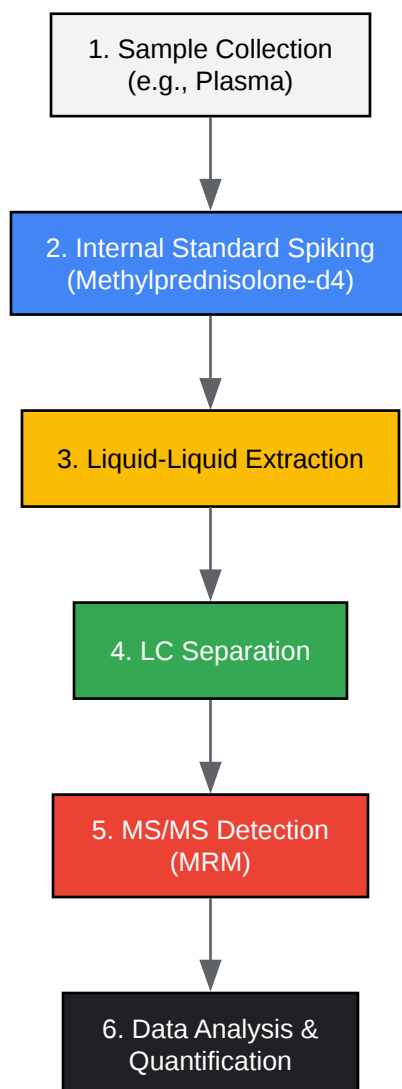 1. Sample Collection
(e.g., Plasma)
2. Internal Standard Spiking
(Methylprednisolone-d4)
3. Liquid-Liquid Extraction
4. LC Separation
5. MS/MS Detection
(MRM)
6. Data Analysis &
Quantification